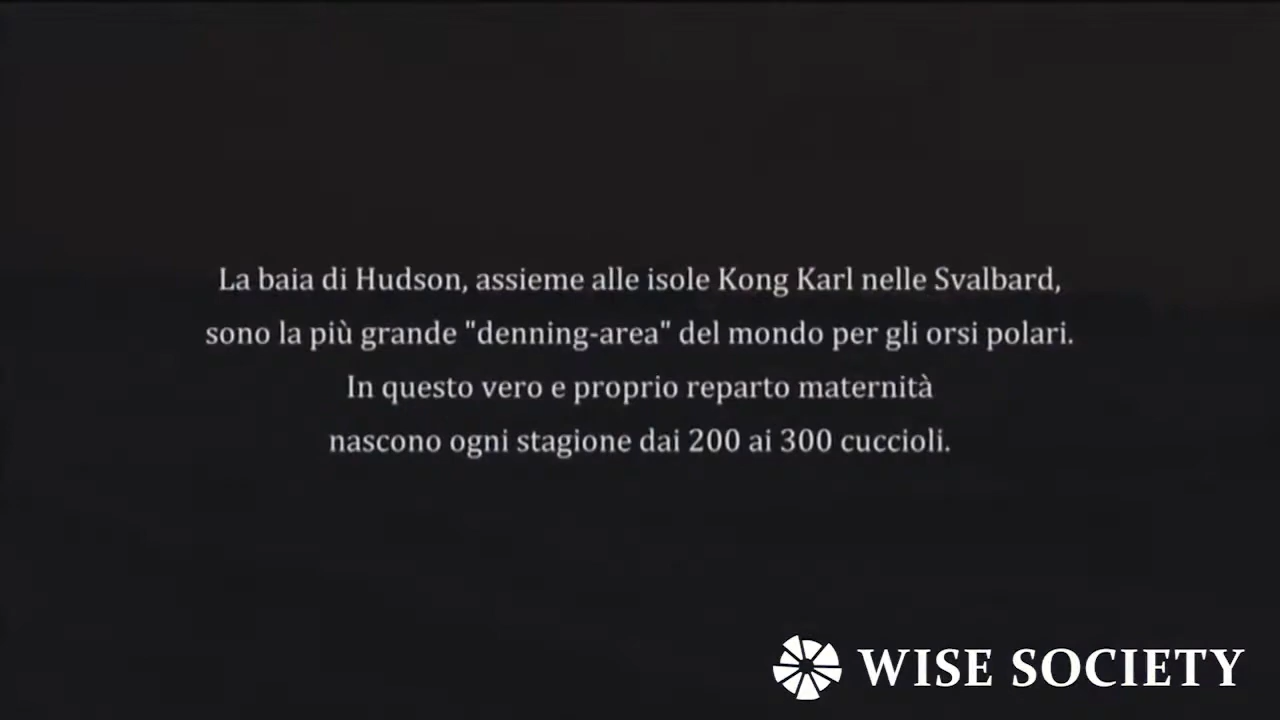 La baia di Hudson, assieme alle isole Kong Karl nelle Svalbard,
sono la più grande "denning-area" del mondo per gli orsi polari.
In questo vero e proprio reparto maternità
nascono ogni stagione dai 200 ai 300 cuccioli.
WISE SOCIETY